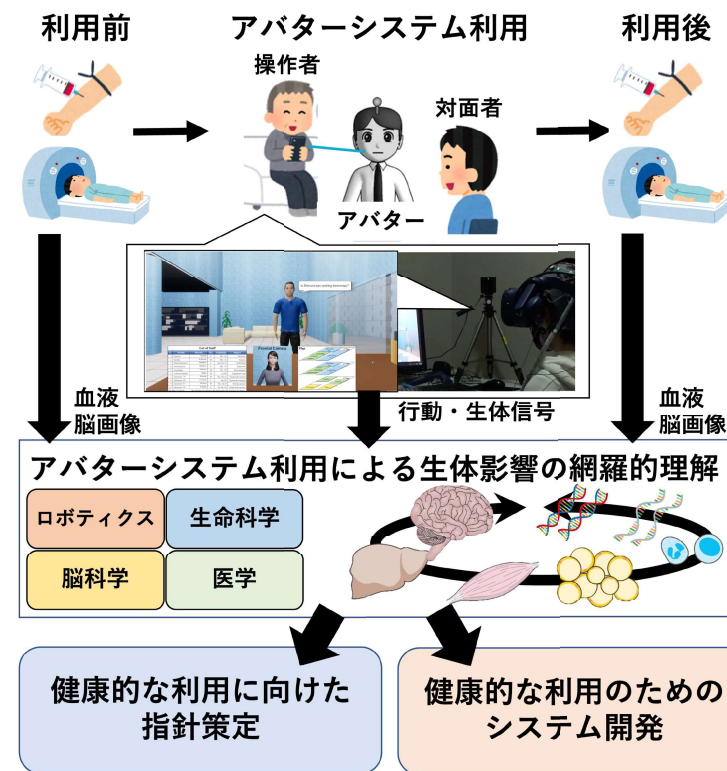 利用前
アバターシステム利用
利用後
操作者
対面者
アバター
List of Staff
Frontal Camera
血液
脳画像
行動・生体信号
血液
脳画像
アバターシステム利用による生体影響の網羅的理解
ロボティクス
生命科学
脳科学
医学
健康的な利用に向けた
指針策定
健康的な利用のための
システム開発